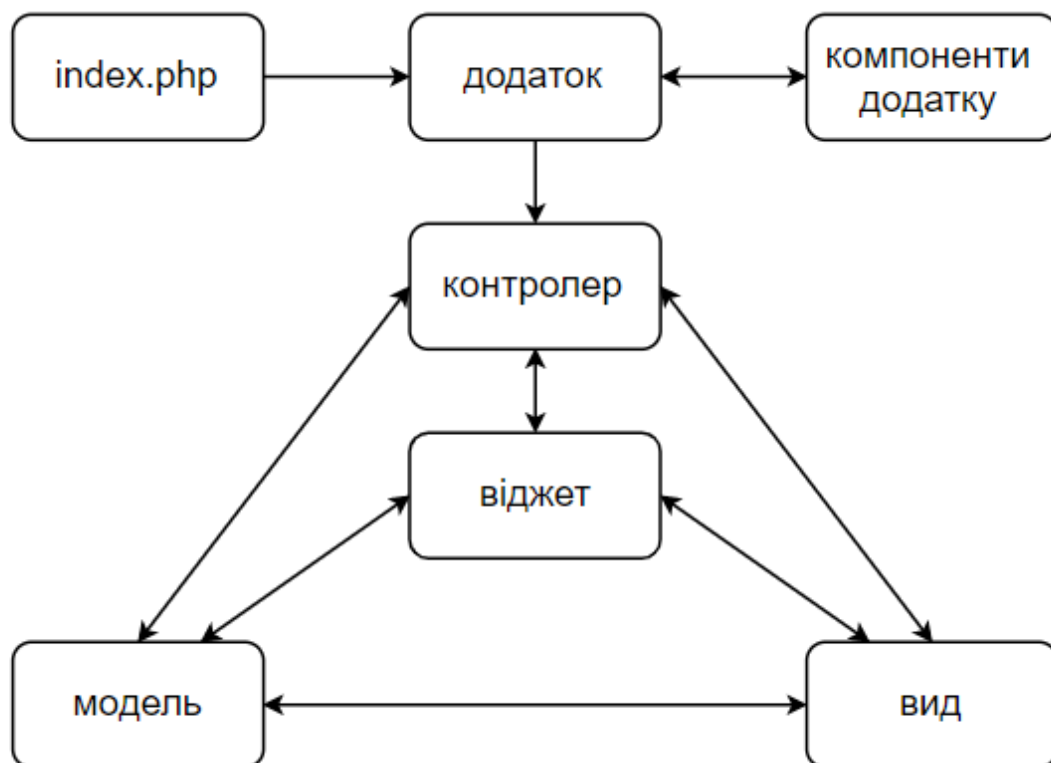 index.php
додаток
компоненти
додатку
контролер
віджет
модель
вид